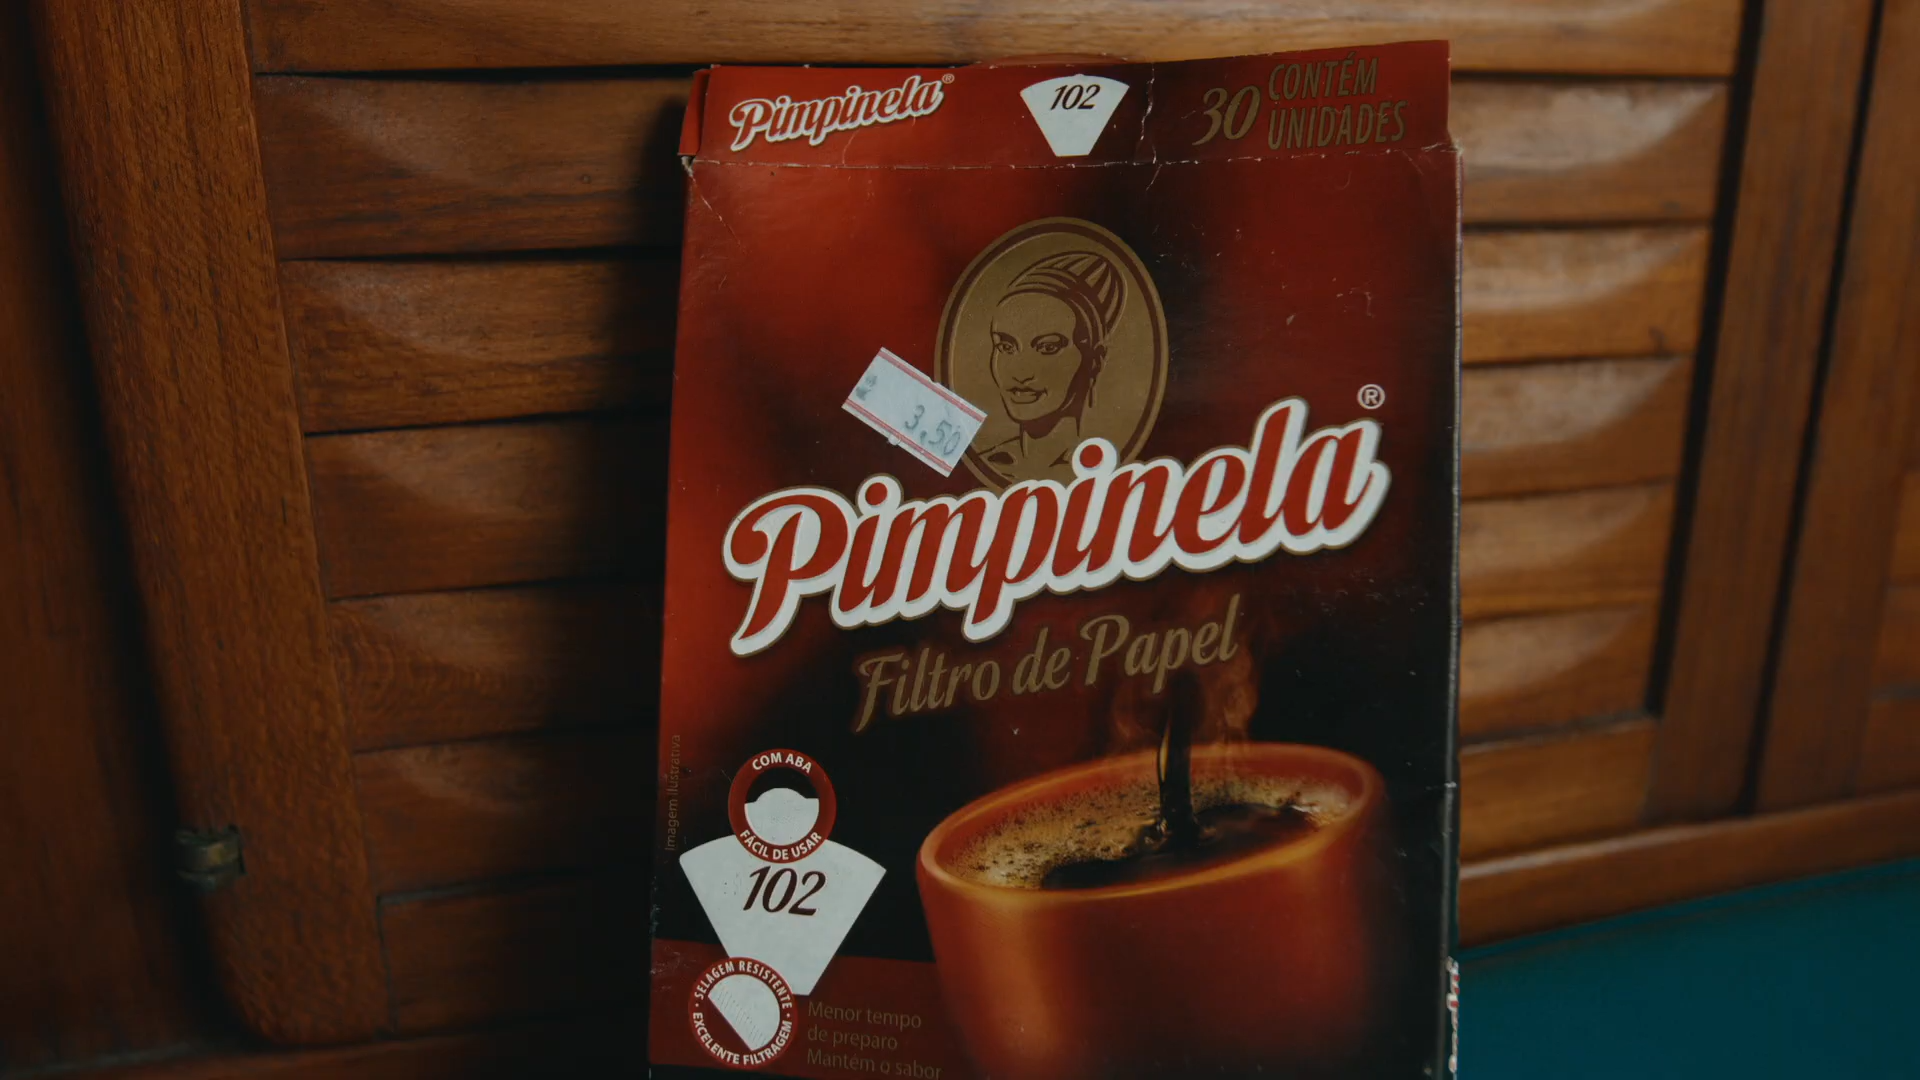 Pimpinela®
102
30 CONTÉM
UNIDADES
2
3,50
Pimpinela®
Filtro de Papel
Imagem ilustrativa
COM ABA
FÁCIL DE USAR
102
SELAGEM RESISTENTE
EXCELENTE FILTRAGEM
Menor tempo
de preparo
Mantém o sabor